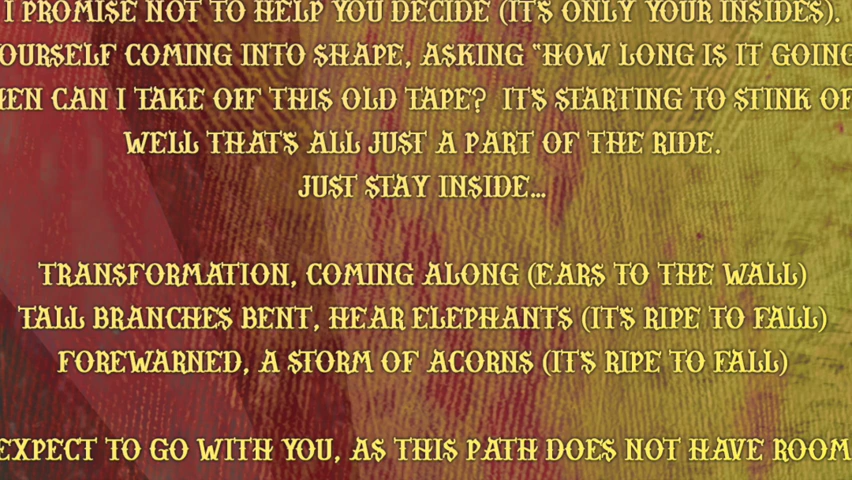 I PROMISE NOT TO HELP YOU DECIDE (IT'S ONLY YOUR INSIDES).
OURSELF COMING INTO SHAPE, ASKING "HOW LONG IS IT GOING
EN CAN I TAKE OFF THIS OLD TAPE? IT'S STARTING TO STINK OF
WELL THAT'S ALL JUST A PART OF THE RIDE.
JUST STAY INSIDE...
TRANSFORMATION, COMING ALONG (EARS TO THE WALL)
TALL BRANCHES BENT, HEAR ELEPHANTS (IT'S RIPE TO FALL)
FOREWARNED, A STORM OF ACORNS (IT'S RIPE TO FALL)
EXPECT TO GO WITH YOU, AS THIS PATH DOES NOT HAVE ROOM